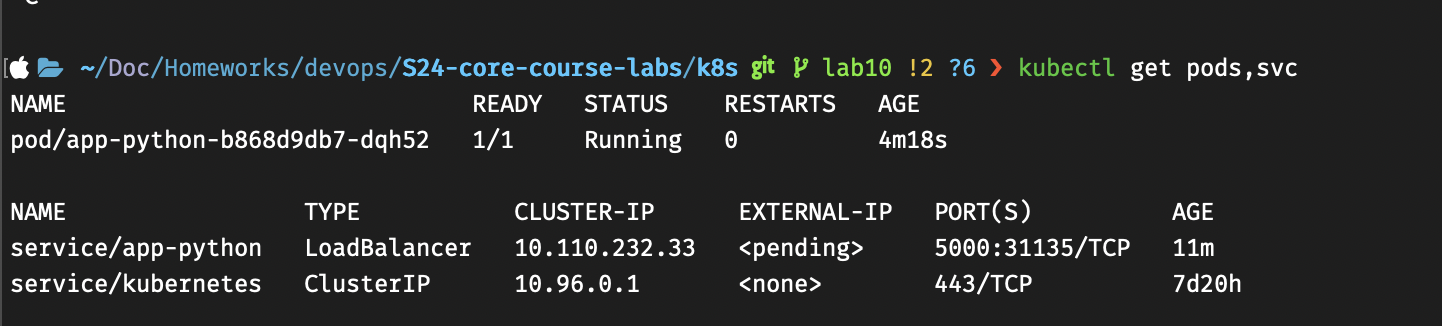 ~/Doc/Homeworks/devops/S24-core-course-labs/k8s git lab10 !2 ?6 ❯ kubectl get pods,svc
NAME READY STATUS RESTARTS AGE
pod/app-python-b868d9db7-dqh52 1/1 Running 0 4m18s
NAME TYPE CLUSTER-IP EXTERNAL-IP PORT(S) AGE
service/app-python LoadBalancer 10.110.232.33 <pending> 5000:31135/TCP 11m
service/kubernetes ClusterIP 10.96.0.1 <none> 443/TCP 7d20h